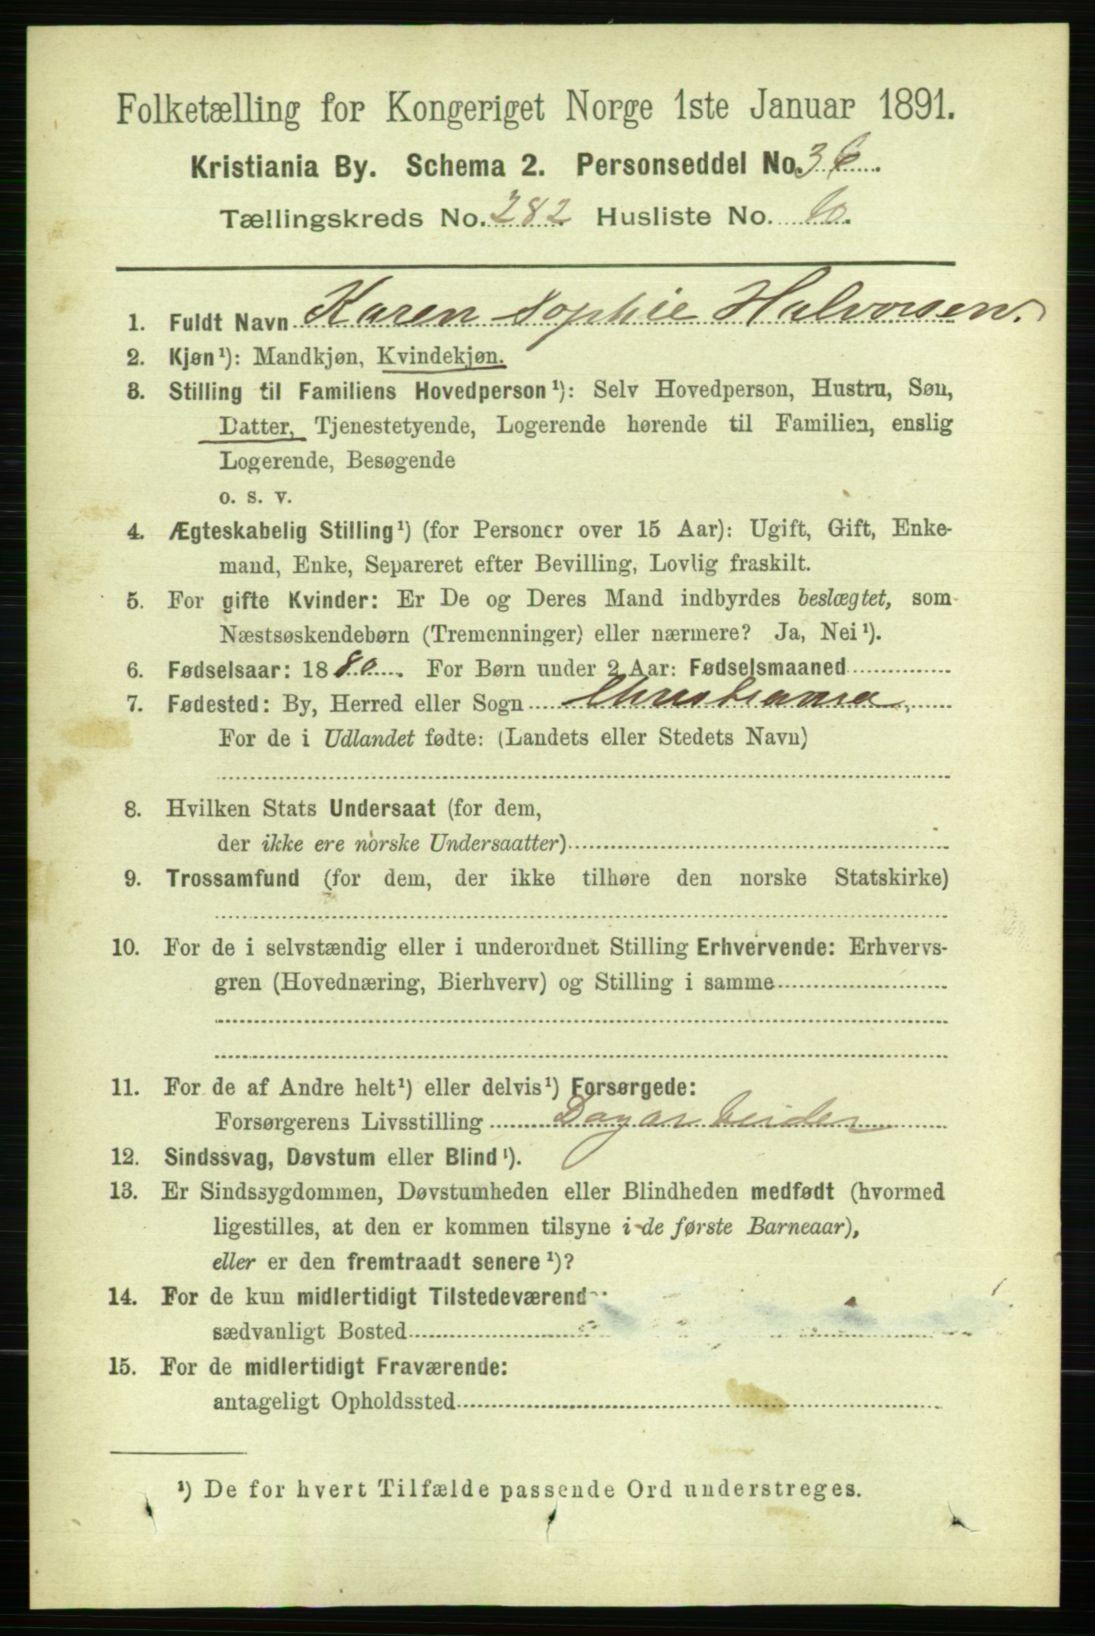 Folketælling for Kongeriget Norge 1ste Januar 1891.
Kristiania By. Schema 2. Personseddel No. 36.
Tællingskreds No. 282 Husliste No.
1. Fuldt Navn Karen Sophie Halvorsen.
2. Kjøn¹): Mandkjøn, Kvindekjøn.
3. Stilling til Familiens Hovedperson¹): Selv Hovedperson, Hustru, Søn,
Datter, Tjenestetyende, Logerende hørende til Familien, enslig
Logerende, Besøgende
o. s. v.
4. Ægteskabelig Stilling¹) (for Personer over 15 Aar): Ugift, Gift, Enke-
mand, Enke, Separeret efter Bevilling, Lovlig fraskilt.
5. For gifte Kvinder: Er De og Deres Mand indbyrdes beslægtet, som
Næstsøskendebørn (Tremenninger) eller nærmere? Ja, Nei¹).
6. Fødselsaar: 1880. For Børn under 2 Aar: Fødselsmaaned
7. Fødested: By, Herred eller Sogn Christiania,
For de i Udlandet fødte: (Landets eller Stedets Navn)
8. Hvilken Stats Undersaat (for dem,
der ikke ere norske Undersaatter)
9. Trossamfund (for dem, der ikke tilhøre den norske Statskirke)
10. For de i selvstændig eller i underordnet Stilling Erhvervende: Erhvervs-
gren (Hovednæring, Bierhverv) og Stilling i samme
11. For de af Andre helt¹) eller delvis¹) Forsørgede:
Forsørgerens Livsstilling Dagarbeider
12. Sindssvag, Døvstum eller Blind¹).
13. Er Sindssygdommen, Døvstumheden eller Blindheden medfødt (hvormed
ligestilles, at den er kommen tilsyne i de første Barneaar),
eller er den fremtraadt senere¹)?
14. For de kun midlertidigt Tilstedeværend
sædvanligt Bosted
15. For de midlertidigt Fraværende:
antageligt Opholdssted
¹) De for hvert Tilfælde passende Ord understreges.